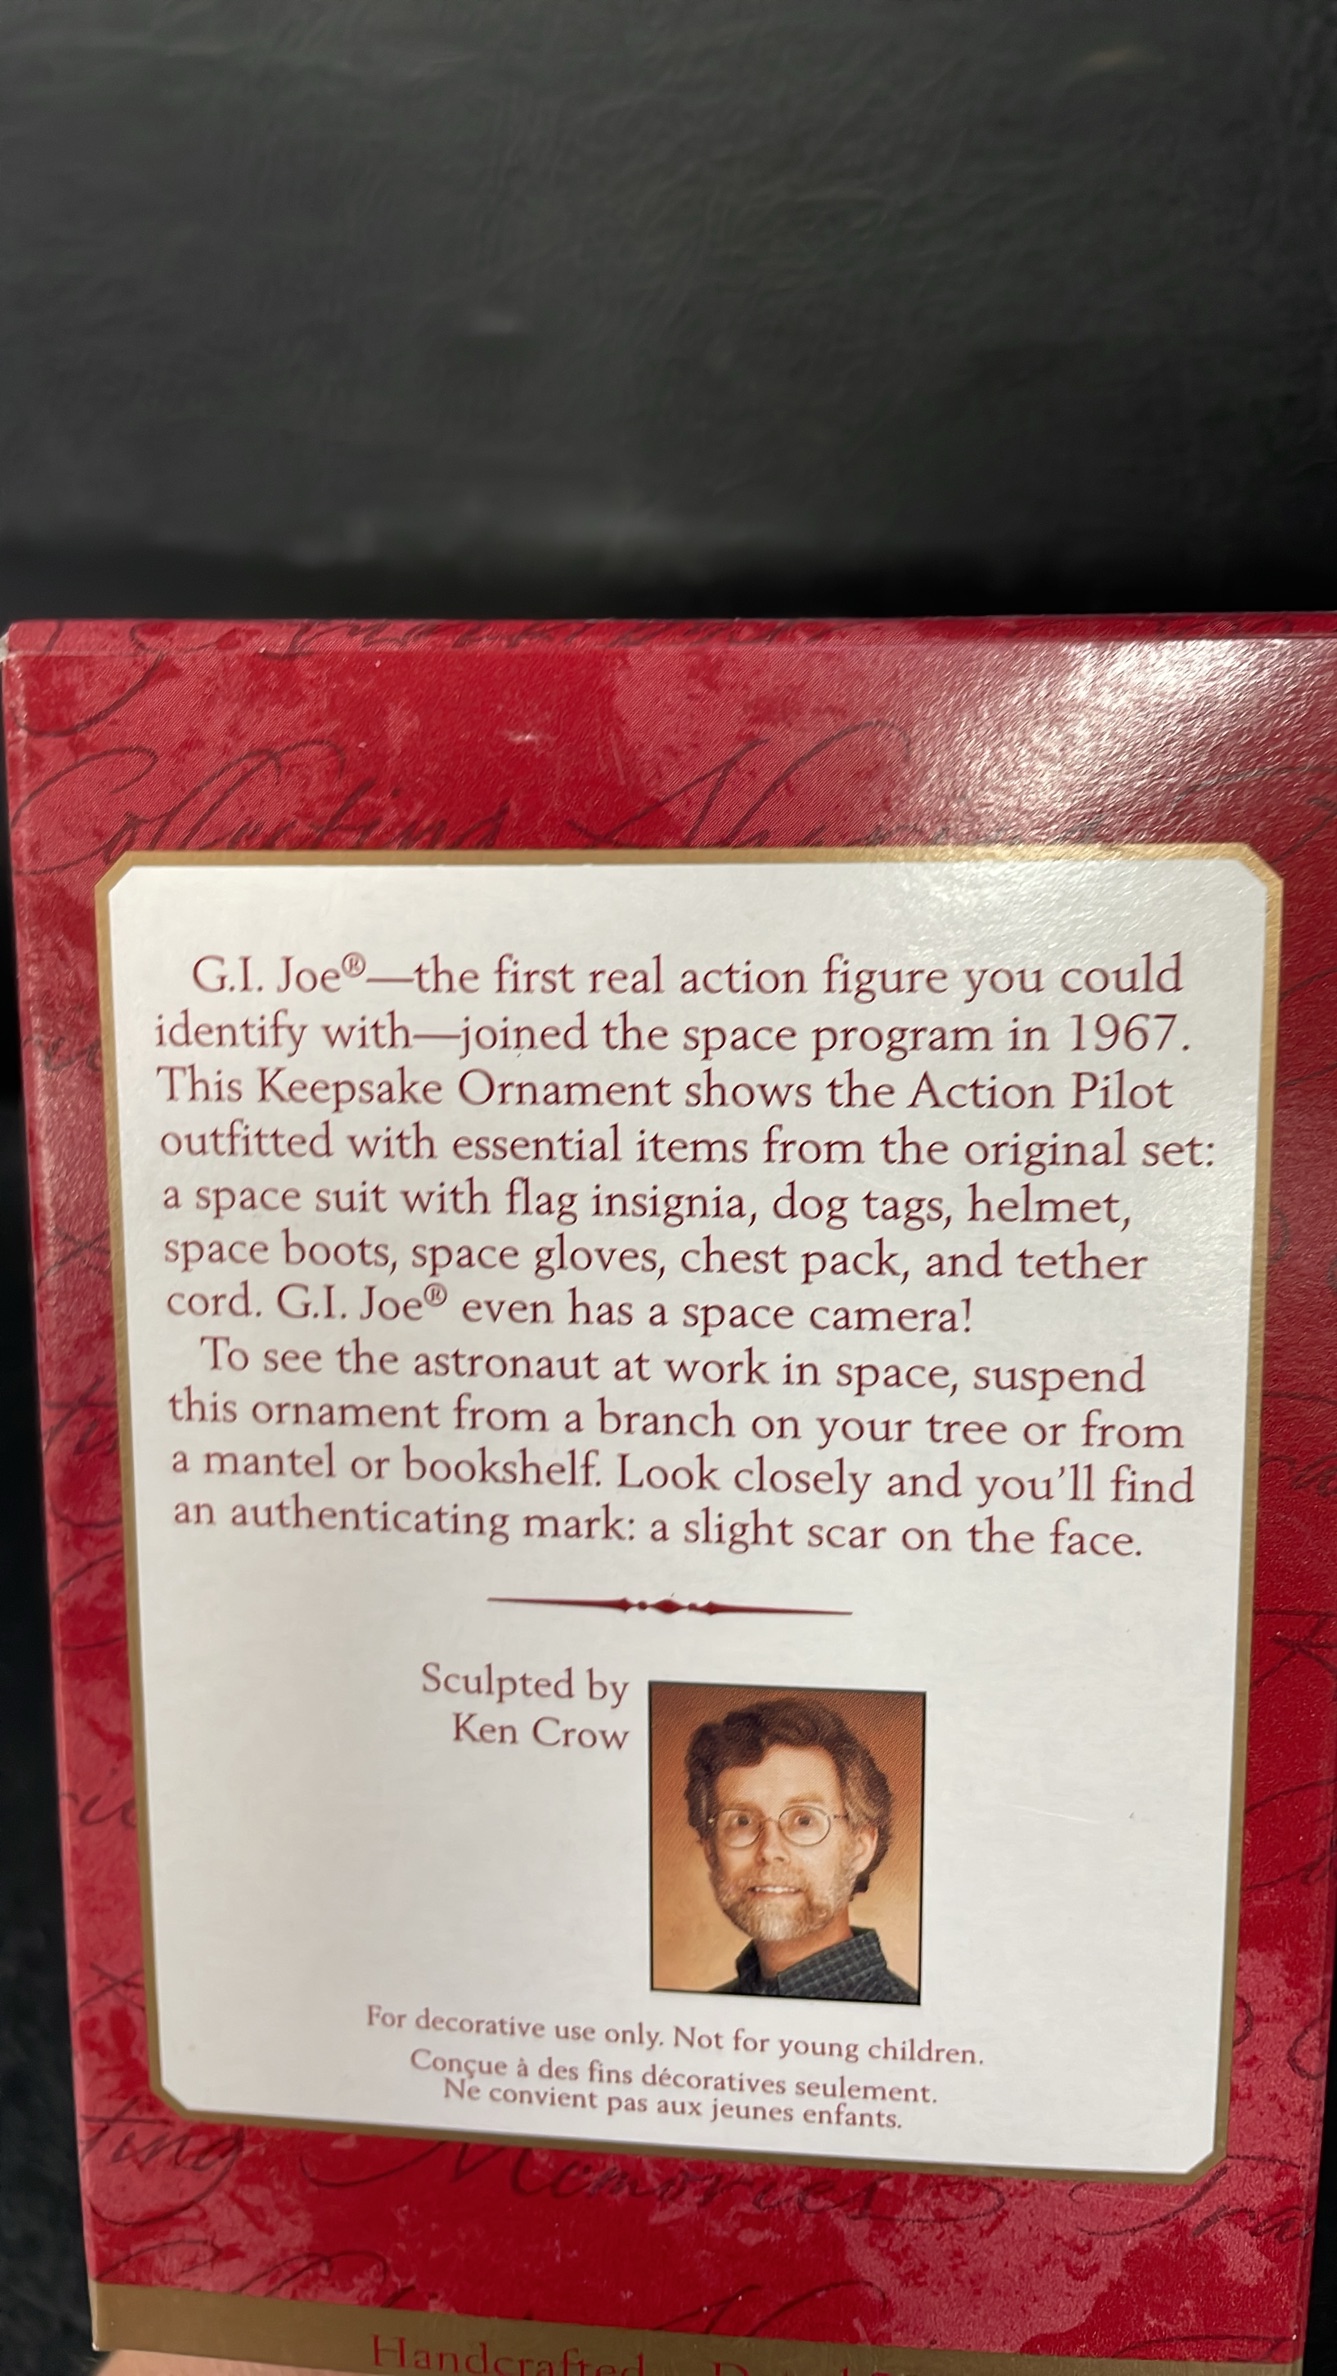 Collecting
G.I. Joe®—the first real action figure you could
identify with—joined the space program in 1967.
This Keepsake Ornament shows the Action Pilot
outfitted with essential items from the original set:
a space suit with flag insignia, dog tags, helmet,
space boots, space gloves, chest pack, and tether
cord. G.I. Joe® even has a space camera!
To see the astronaut at work in space, suspend
this ornament from a branch on your tree or from
a mantel or bookshelf. Look closely and you'll find
an authenticating mark: a slight scar on the face.
Sculpted by
Ken Crow
For decorative use only. Not for young children.
Conçue à des fins décoratives seulement.
Ne convient pas aux jeunes enfants.
ting Memories Tra
Handcrafted